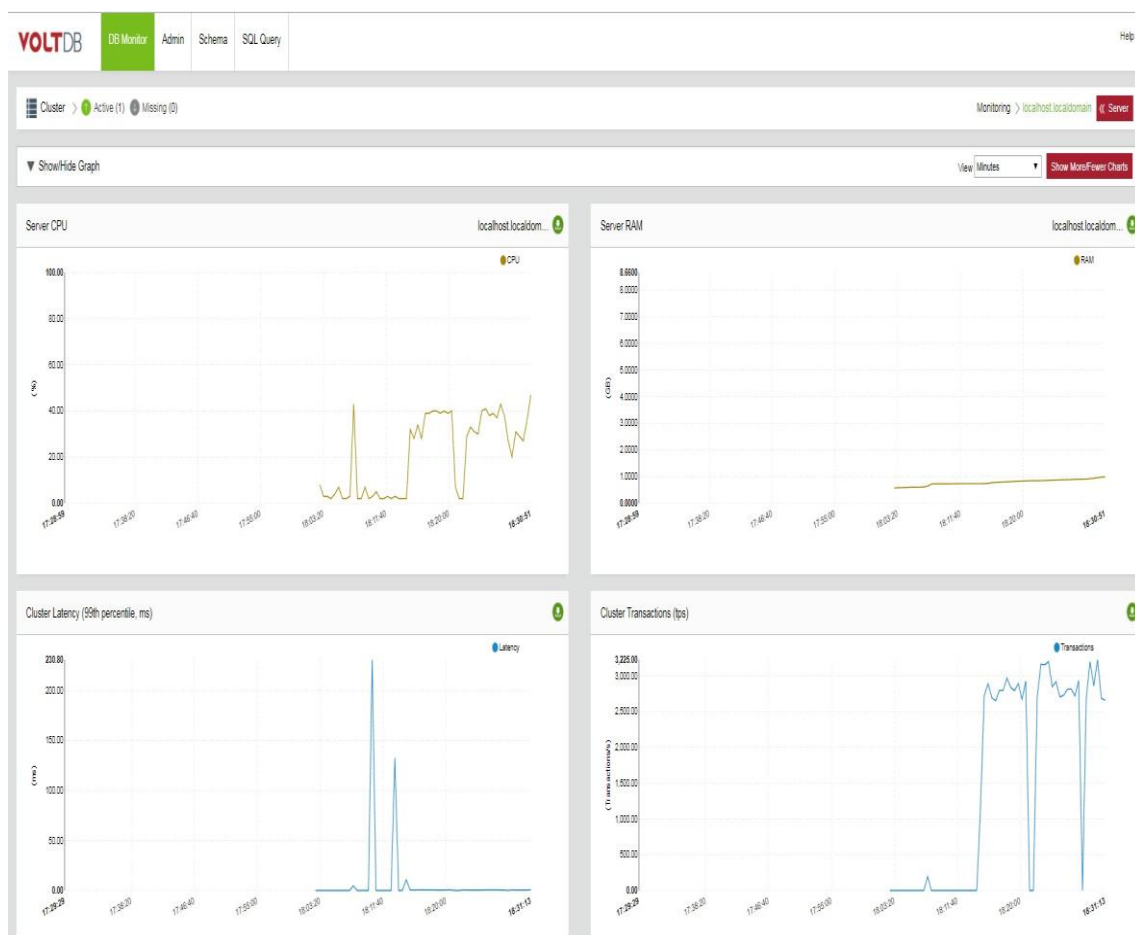 VOLTDB DB Monitor Admin Schema SQL Query Help
Cluster > Active (1) Missing (0) Monitoring > localhost.localdomain « Server
▼ Show/Hide Graph View Minutes ▼ Show More/Fewer Charts
Server CPU localhost.localdom...
CPU
100.00
80.00
60.00
(%)
40.00
20.00
0.00
17:28:59 17:38:20 17:46:40 17:55:00 18:03:20 18:11:40 18:20:00 18:30:51
Server RAM localhost.localdom...
RAM
8.6600
8.0000
7.0000
6.0000
5.0000
(GB)
4.0000
3.0000
2.0000
1.0000
0.0000
17:28:59 17:38:20 17:46:40 17:55:00 18:03:20 18:11:40 18:20:00 18:30:51
Cluster Latency (99th percentile, ms)
Latency
230.80
200.00
150.00
(ms)
100.00
50.00
0.00
17:29:29 17:38:20 17:46:40 17:55:00 18:03:20 18:11:40 18:20:00 18:31:13
Cluster Transactions (tps)
Transactions
3,225.00
3,000.00
2,500.00
2,000.00
(Transactions/s)
1,500.00
1,000.00
500.00
0.00
17:29:29 17:38:20 17:46:40 17:55:00 18:03:20 18:11:40 18:20:00 18:31:13